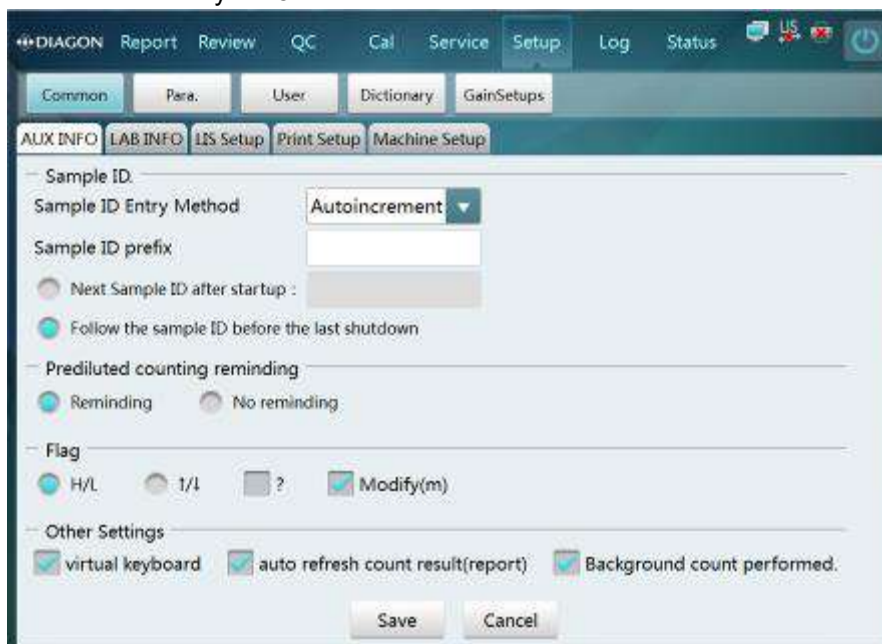 DIAGON Report Review QC Cal Service Setup Log Status US
Common Para. User Dictionary GainSetups
AUX INFO LAB INFO LIS Setup Print Setup Machine Setup
Sample ID.
Sample ID Entry Method Autoincrement
Sample ID prefix
Next Sample ID after startup :
Follow the sample ID before the last shutdown
Prediluted counting reminding
Reminding No reminding
Flag
H/L ↑/↓ ? Modify(m)
Other Settings
virtual keyboard auto refresh count result(report) Background count performed.
Save Cancel